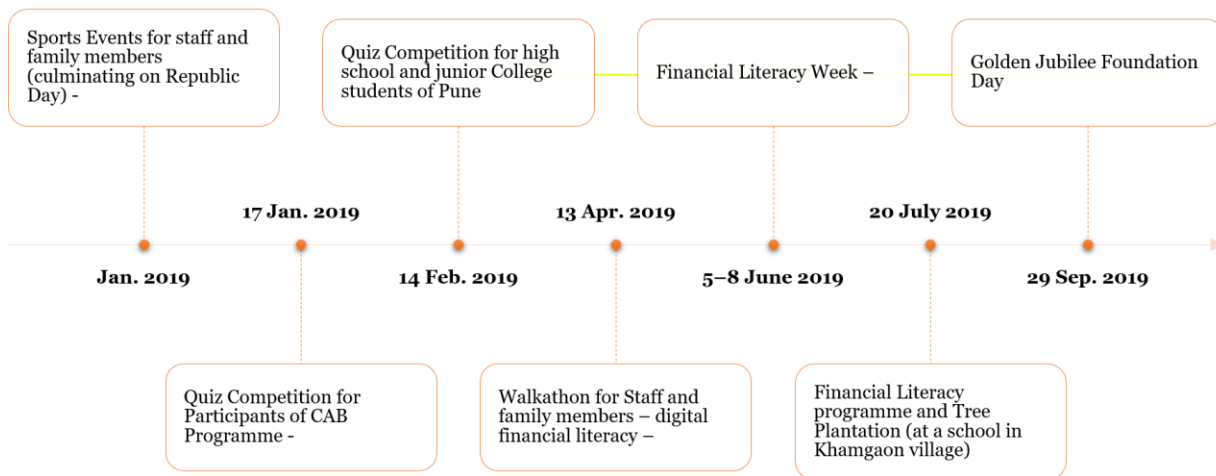 Sports Events for staff and
family members
(culminating on Republic
Day) -
Quiz Competition for high
school and junior College
students of Pune
Financial Literacy Week –
Golden Jubilee Foundation
Day
17 Jan. 2019
13 Apr. 2019
20 July 2019
Jan. 2019
14 Feb. 2019
5–8 June 2019
29 Sep. 2019
Quiz Competition for
Participants of CAB
Programme -
Walkathon for Staff and
family members – digital
financial literacy –
Financial Literacy
programme and Tree
Plantation (at a school in
Khamgaon village)